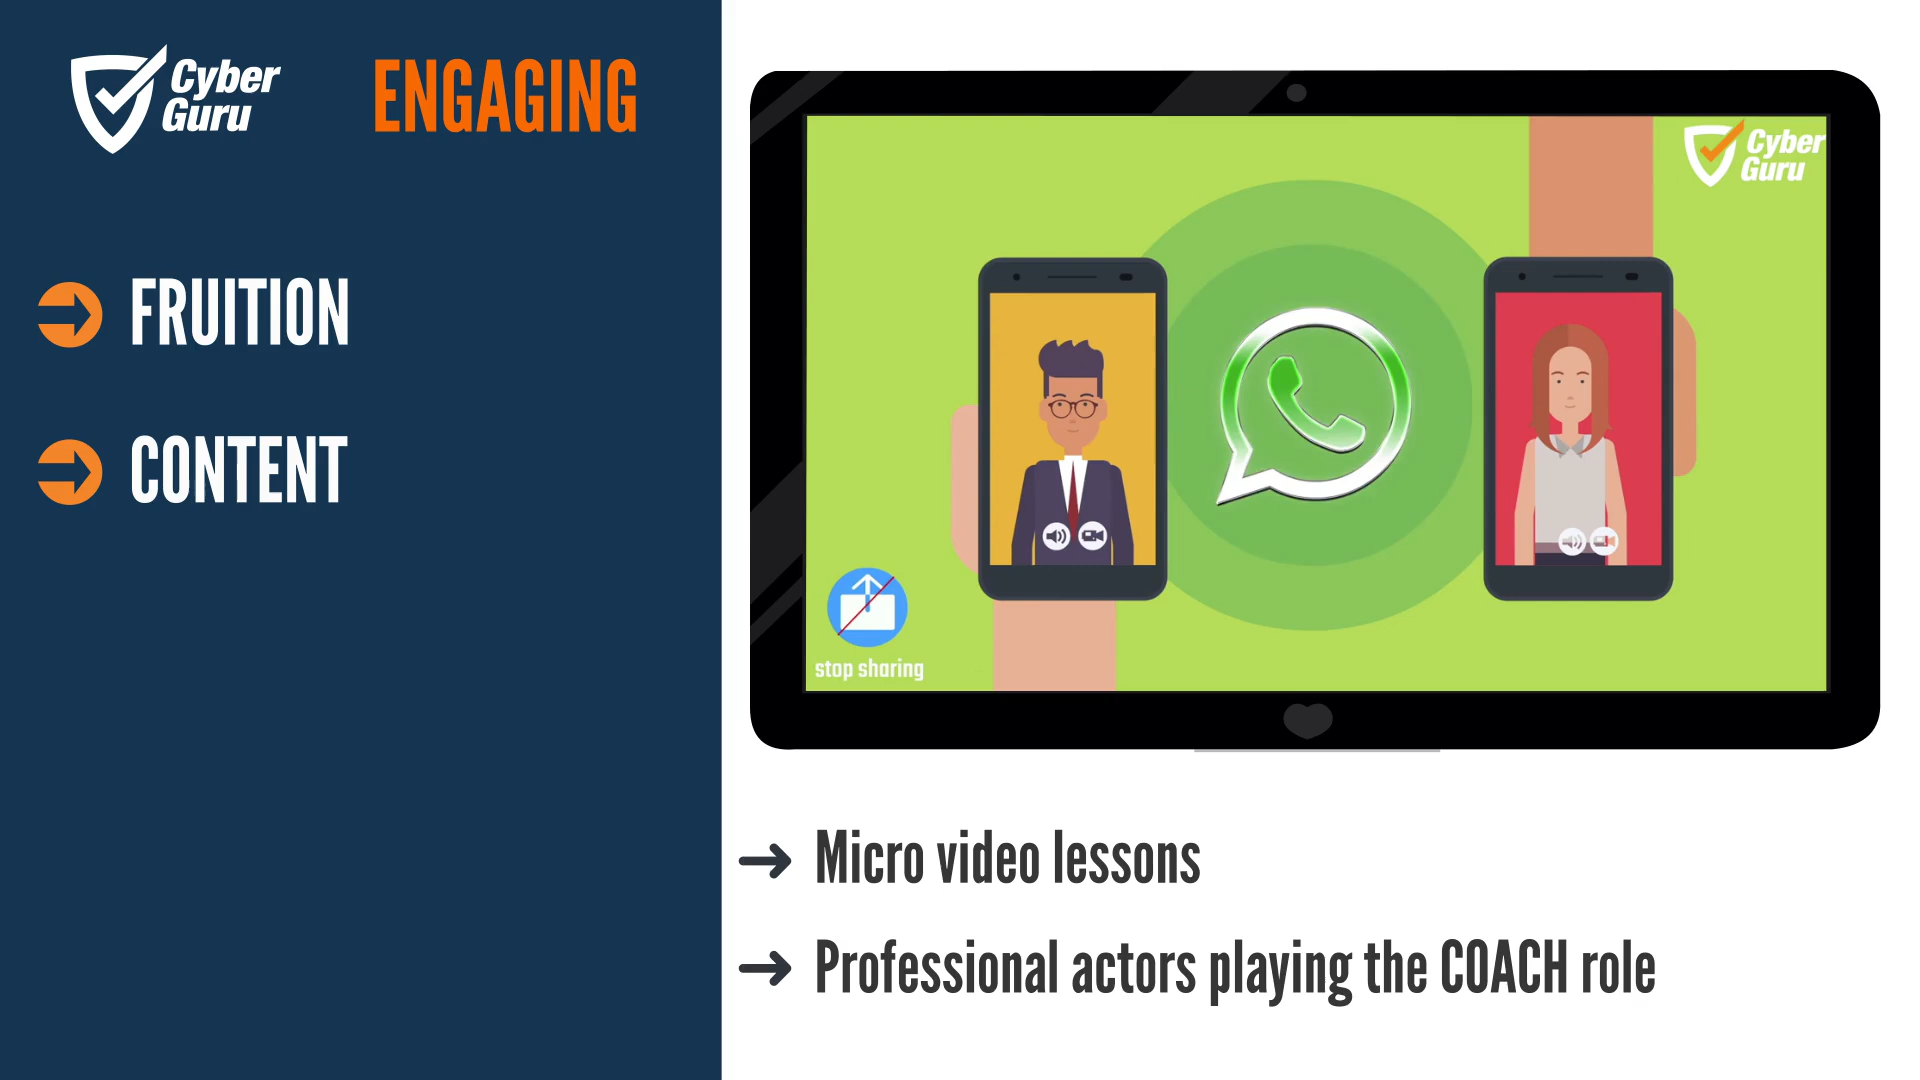 Cyber
Guru
ENGAGING
FRUITION
CONTENT
Cyber
Guru
stop sharing
Micro video lessons
Professional actors playing the COACH role